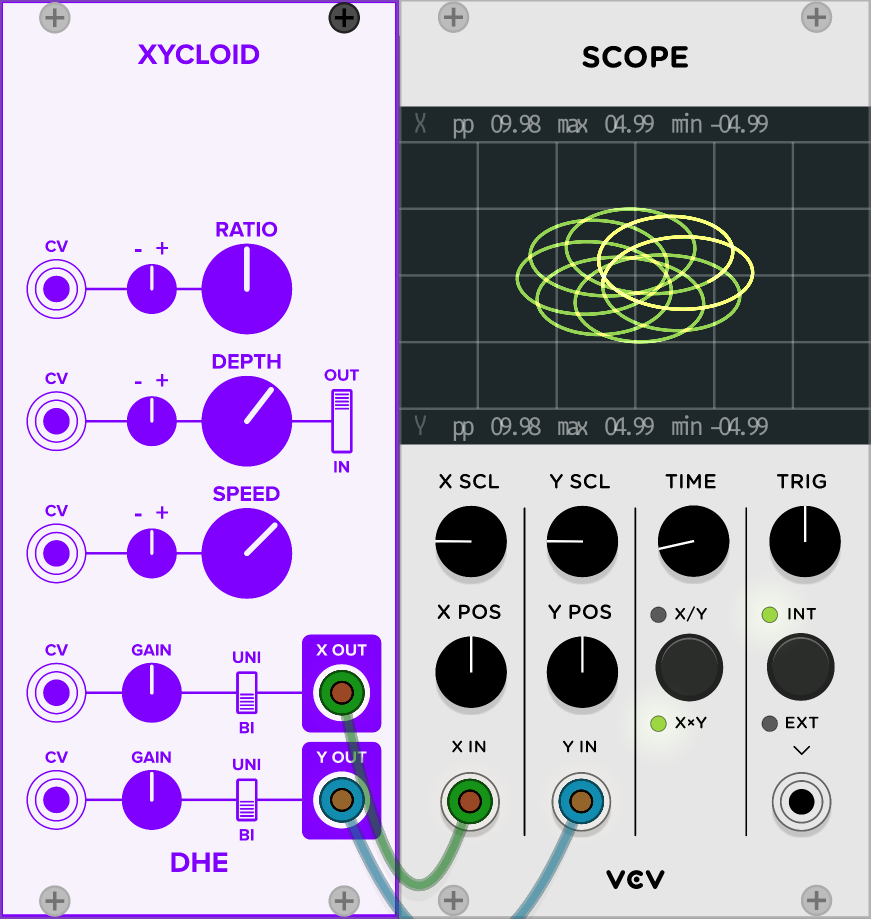 XYCLOID
RATIO
CV
- +
DEPTH
CV
- +
OUT
IN
SPEED
CV
- +
CV
GAIN
UNI
BI
X OUT
CV
GAIN
UNI
BI
Y OUT
DHE
SCOPE
X pp 09.98 max 04.99 min -04.99
Y pp 09.98 max 04.99 min -04.99
X SCL Y SCL TIME TRIG
X POS Y POS
X/Y
INT
X×Y
EXT
X IN Y IN
VCV